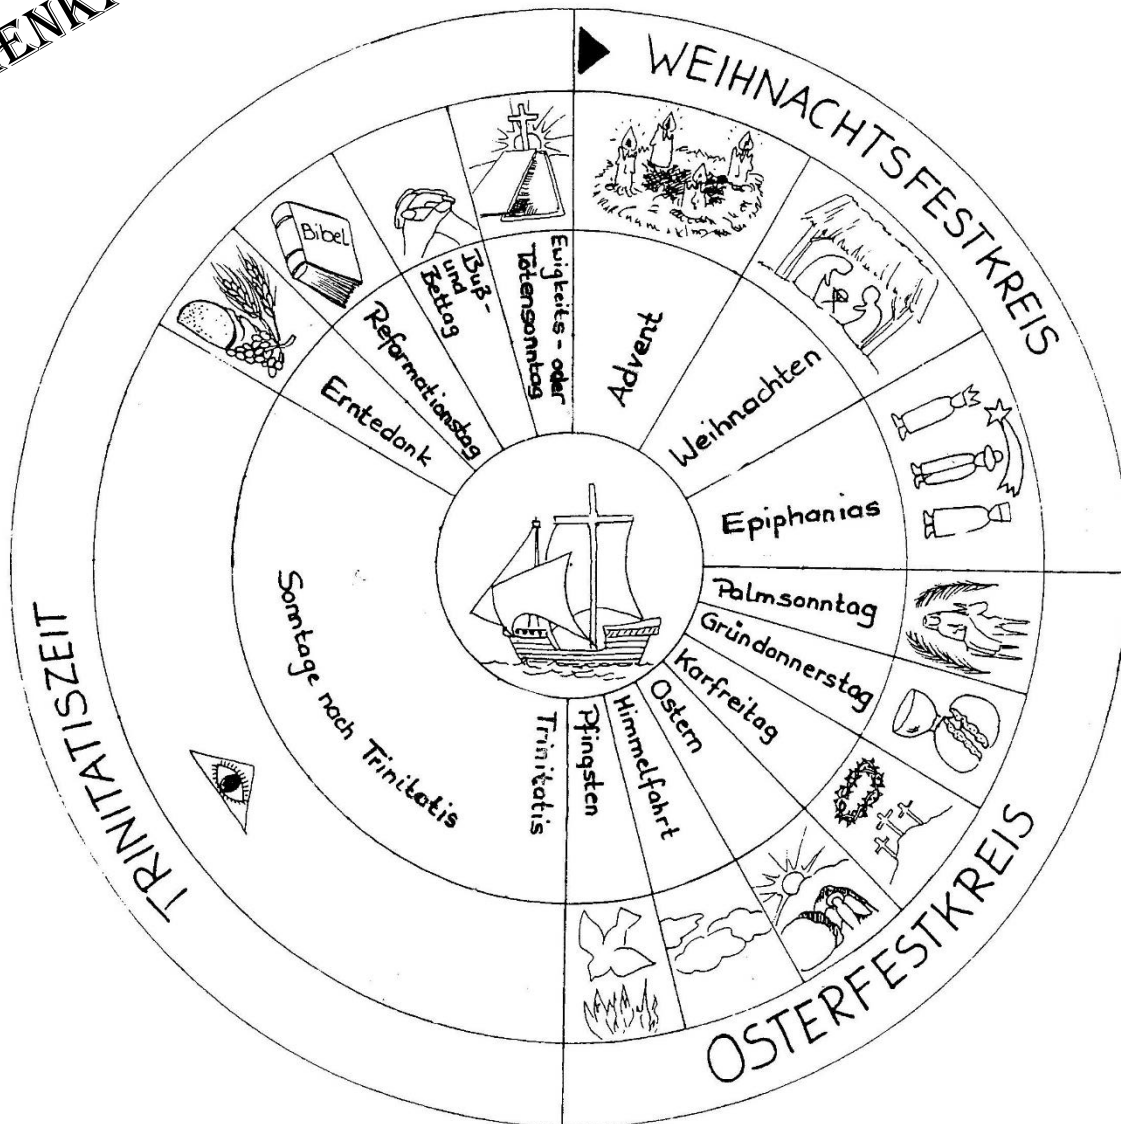 WEIHNACHTSFESTKREIS
Advent
Weihnachten
Epiphanias
OSTERFESTKREIS
Palmsonntag
Gründonnerstag
Karfreitag
Ostern
Himmelfahrt
Pfingsten
TRINITATISZEIT
Trinitatis
Sonntage nach Trinitatis
Erntedank
Reformationstag
Bibel
Buß-
und
Bettag
Ewigkeits- oder
Totensonntag